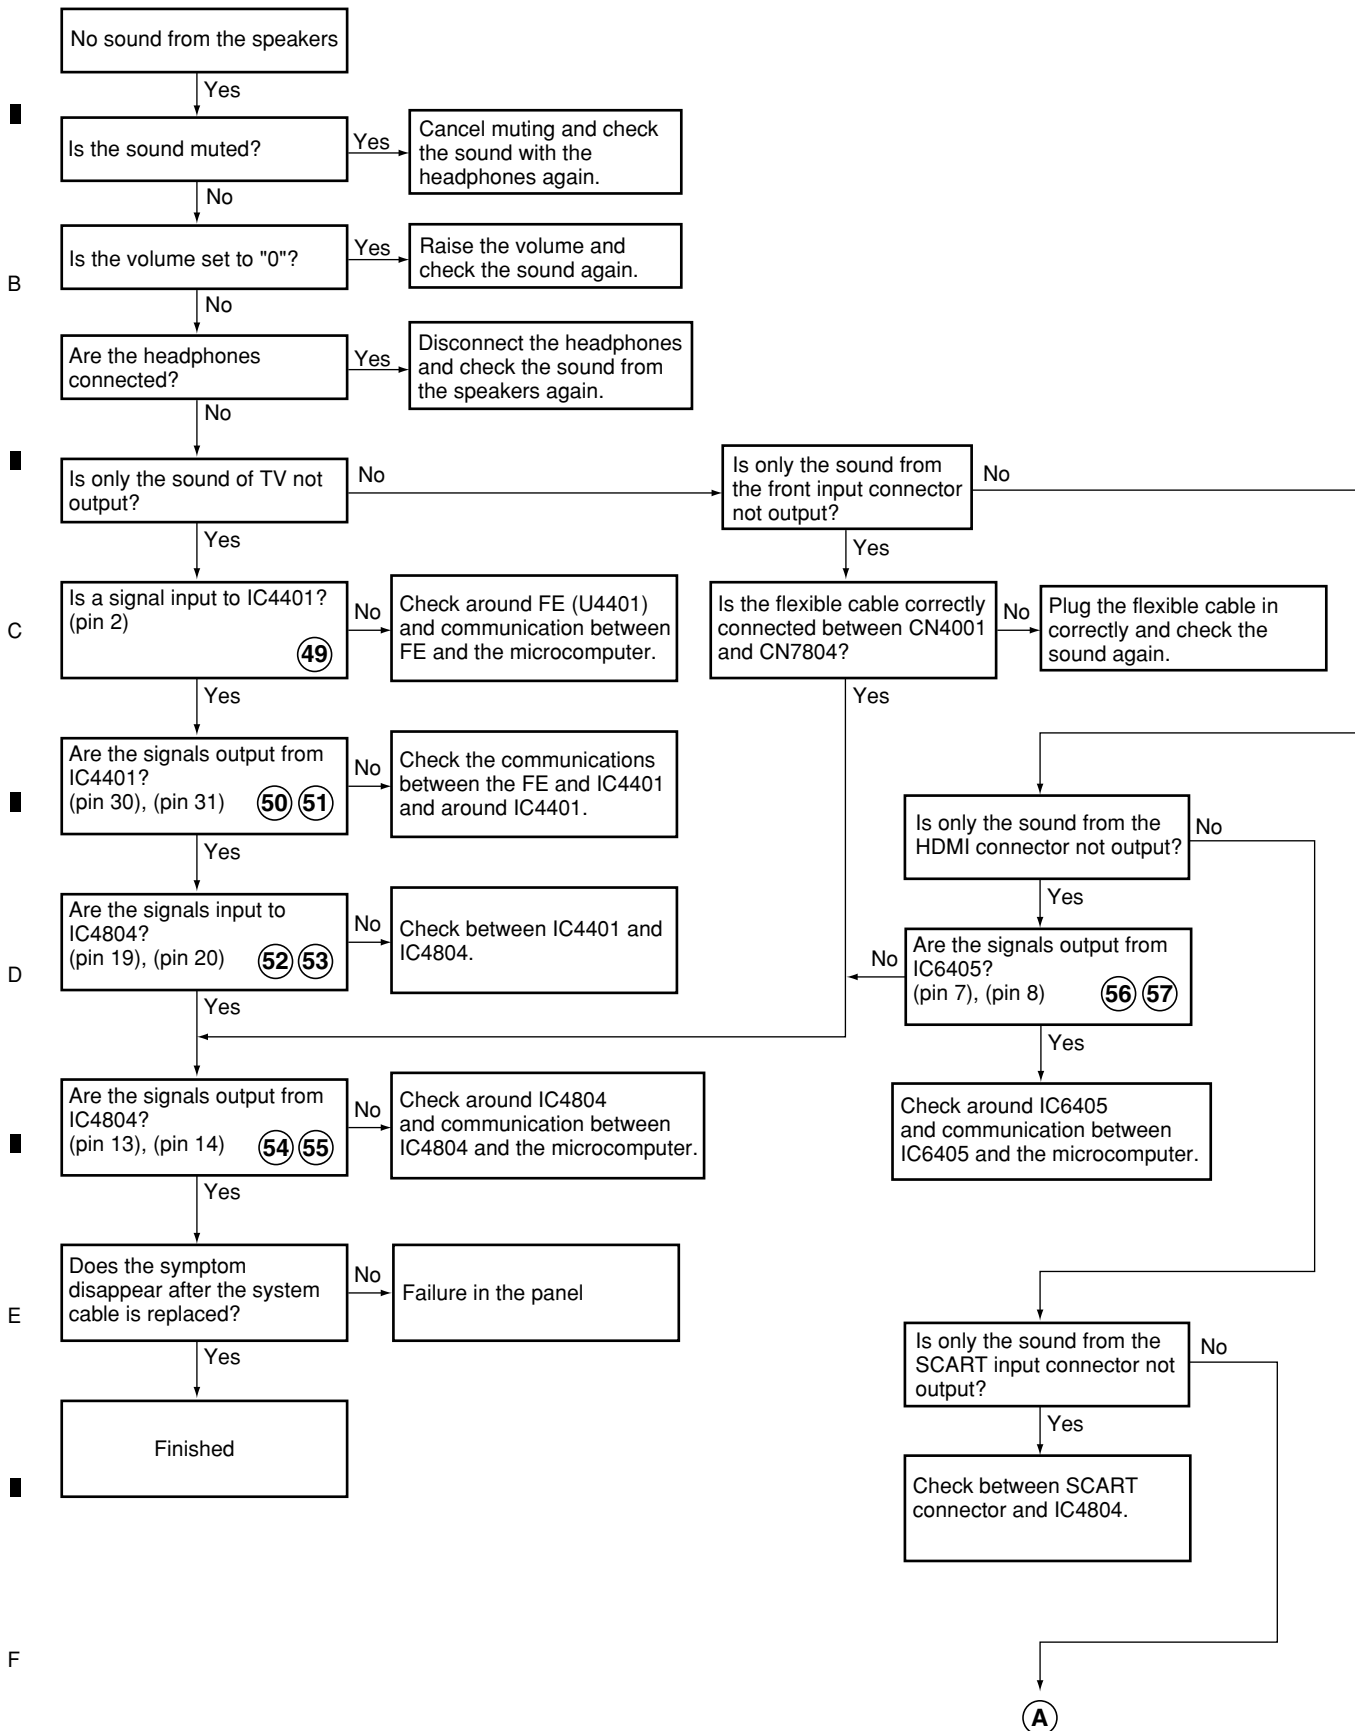 No sound from the speakers
Yes
Is the sound muted?
Yes
Cancel muting and check
the sound with the
headphones again.
No
Is the volume set to "0"?
Yes
Raise the volume and
check the sound again.
B
No
Are the headphones
connected?
Yes
Disconnect the headphones
and check the sound from
the speakers again.
No
Is only the sound of TV not
output?
No
Is only the sound from
the front input connector
not output?
No
Yes
Yes
Is a signal input to IC4401?
(pin 2)
49
No
Check around FE (U4401)
and communication between
FE and the microcomputer.
Is the flexible cable correctly
connected between CN4001
and CN7804?
No
Plug the flexible cable in
correctly and check the
sound again.
C
Yes
Yes
Are the signals output from
IC4401?
(pin 30), (pin 31)
50 51
No
Check the communications
between the FE and IC4401
and around IC4401.
Is only the sound from the
HDMI connector not output?
No
Yes
Yes
Are the signals input to
IC4804?
(pin 19), (pin 20)
52 53
No
Check between IC4401 and
IC4804.
No
Are the signals output from
IC6405?
(pin 7), (pin 8)
56 57
D
Yes
Yes
Are the signals output from
IC4804?
(pin 13), (pin 14)
54 55
No
Check around IC4804
and communication between
IC4804 and the microcomputer.
Check around IC6405
and communication between
IC6405 and the microcomputer.
Yes
Does the symptom
disappear after the system
cable is replaced?
No
Failure in the panel
E
Is only the sound from the
SCART input connector not
output?
No
Yes
Yes
Finished
Check between SCART
connector and IC4804.
F
A